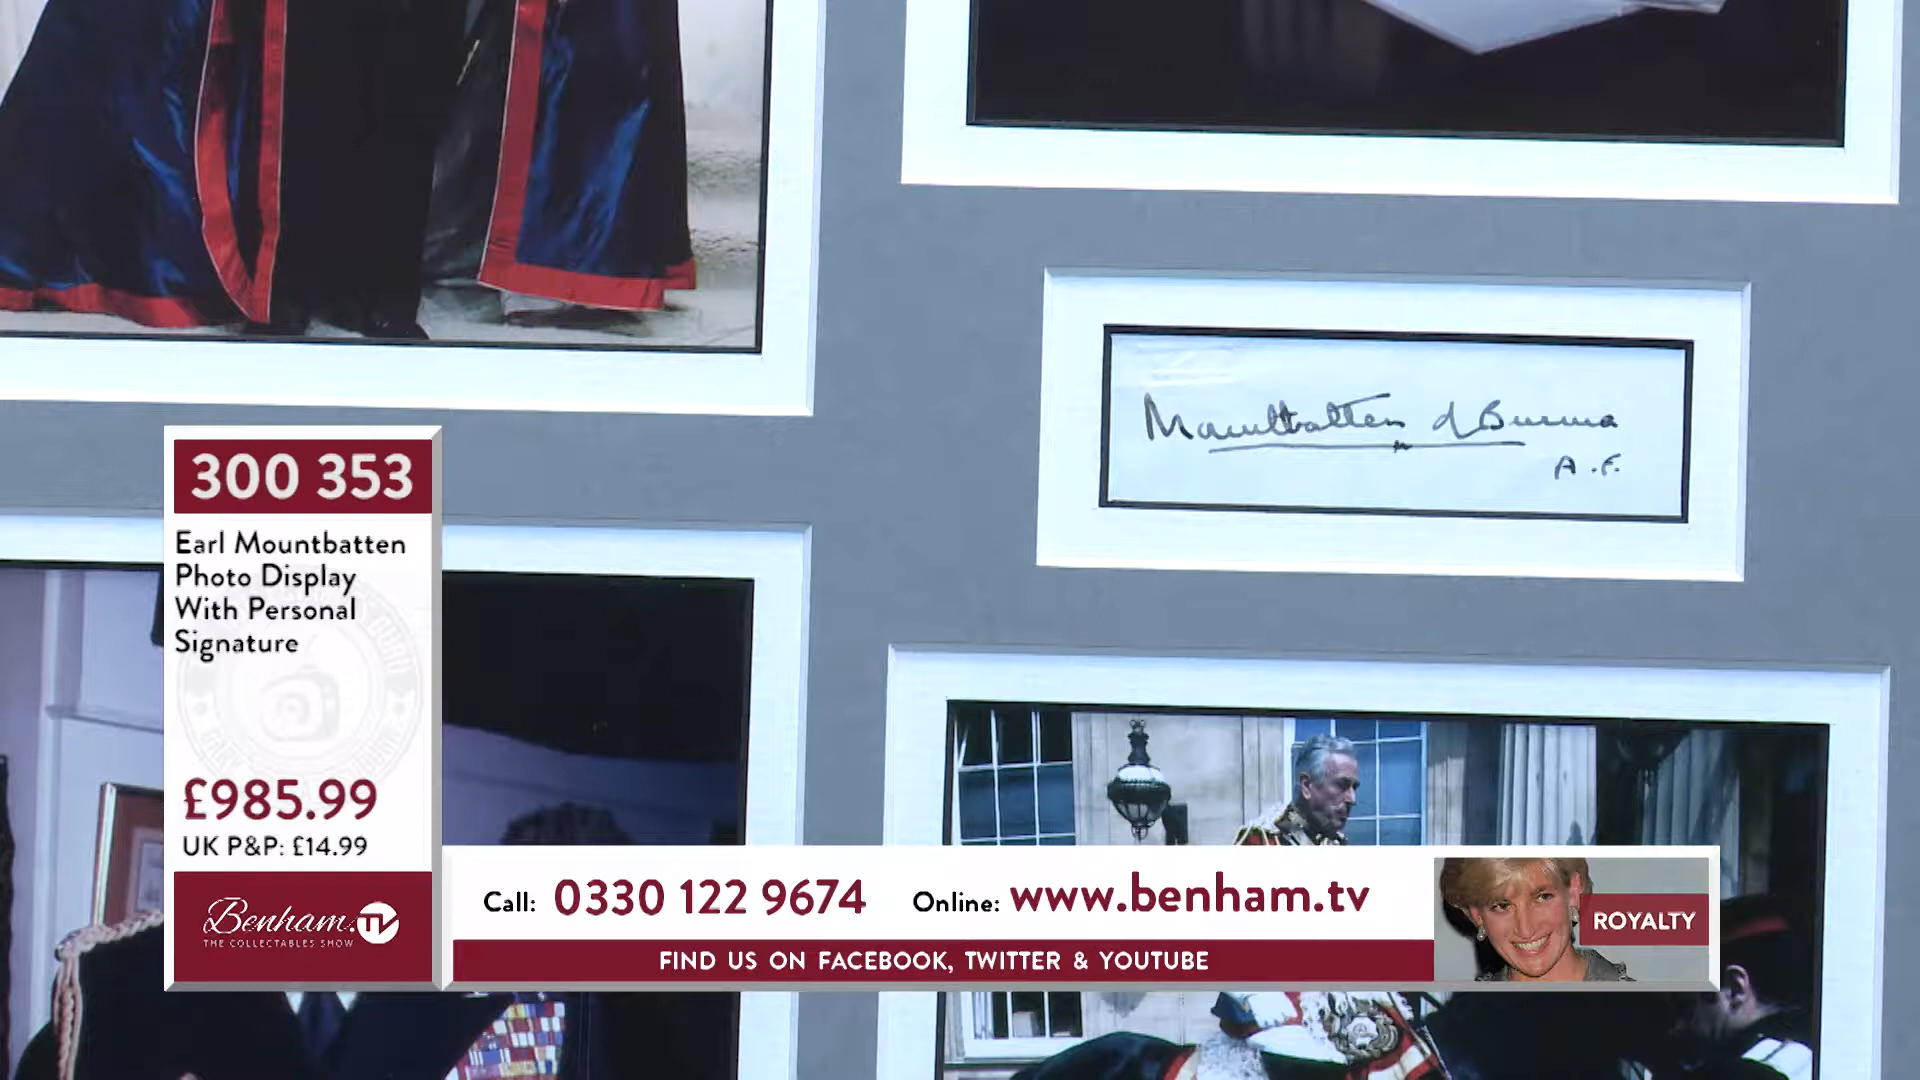 Mountbatten of Burma
A.F.
300 353
Earl Mountbatten
Photo Display
With Personal
Signature
£985.99
UK P&P: £14.99
Benham.TV
THE COLLECTABLES SHOW
Call: 0330 122 9674 Online: www.benham.tv
ROYALTY
FIND US ON FACEBOOK, TWITTER & YOUTUBE